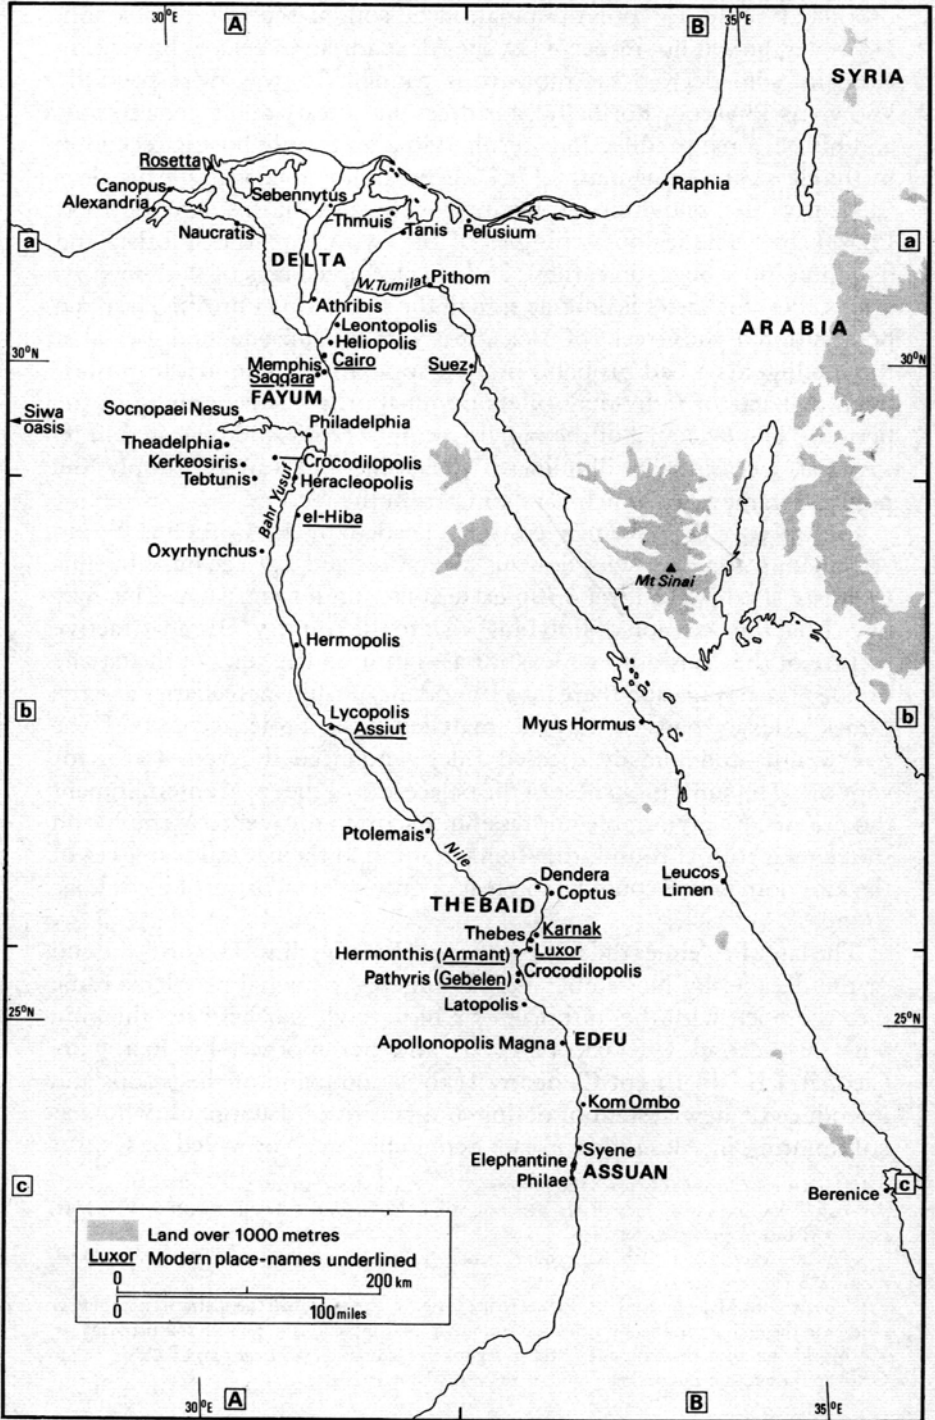 30°E
A
B
35°E
SYRIA
Rosetta
Canopus
Alexandria
Sebennytus
Raphia
Naucratis
Thmuis
Tanis
Pelusium
a
a
DELTA
W. Tumilat
Pithom
Athribis
Leontopolis
Heliopolis
ARABIA
30°N
Memphis
Cairo
Suez
30°N
Saqqara
FAYUM
Siwa
oasis
Socnopaei Nesus
Philadelphia
Theadelphia
Kerkeosiris
Crocodilopolis
Tebtunis
Heracleopolis
Bahr Yusuf
el-Hiba
Oxyrhynchus
Mt Sinai
Hermopolis
b
b
Lycopolis
Assiut
Myus Hormus
Ptolemais
Nile
Dendera
Coptus
Leucos
Limen
THEBAID
Thebes
Karnak
Luxor
Hermonthis (Armant)
Pathyris (Gebelen)
Crocodilopolis
Latopolis
25°N
25°N
Apollonopolis Magna
EDFU
Kom Ombo
Syene
Elephantine
ASSUAN
Philae
c
c
Berenice
Land over 1000 metres
Luxor Modern place-names underlined
0 200 km
0 100 miles
30°E
A
B
35°E